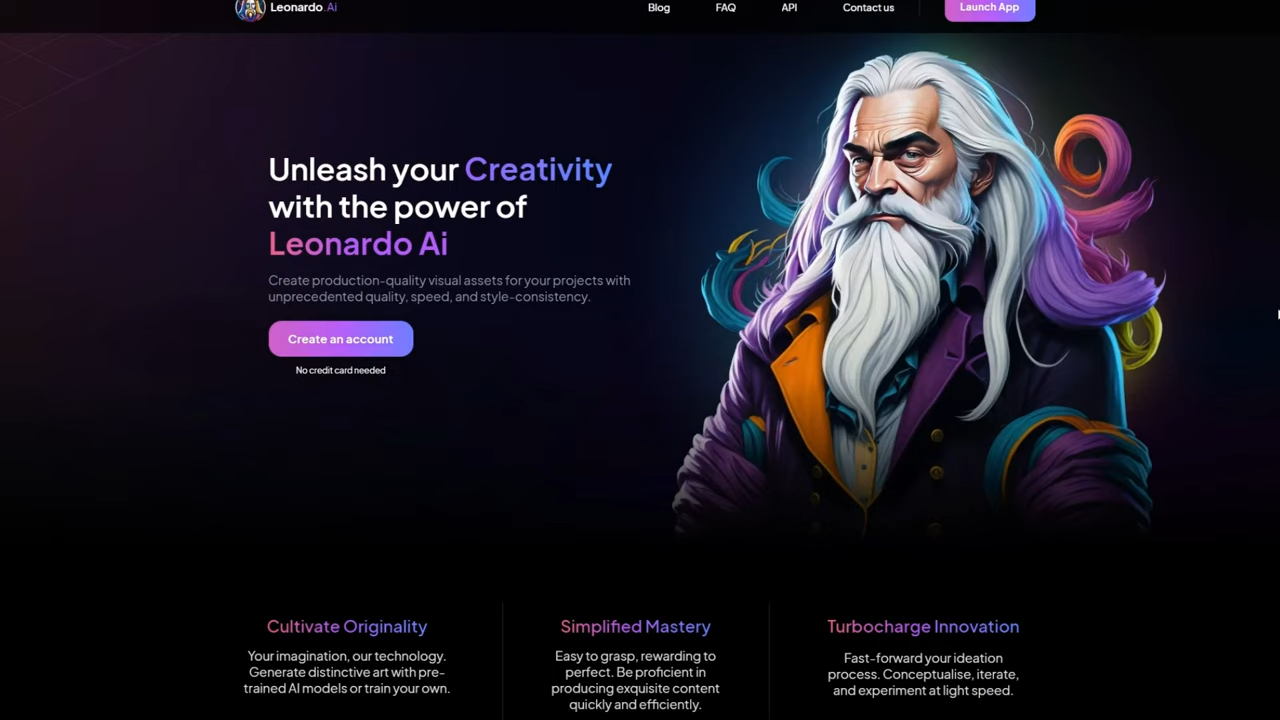 Leonardo.Ai
Blog
FAQ
API
Contact us
Launch App
Unleash your Creativity
with the power of
Leonardo Ai
Create production-quality visual assets for your projects with
unprecedented quality, speed, and style-consistency.
Create an account
No credit card needed
Cultivate Originality
Your imagination, our technology.
Generate distinctive art with pre-
trained AI models or train your own.
Simplified Mastery
Easy to grasp, rewarding to
perfect. Be proficient in
producing exquisite content
quickly and efficiently.
Turbocharge Innovation
Fast-forward your ideation
process. Conceptualise, iterate,
and experiment at light speed.